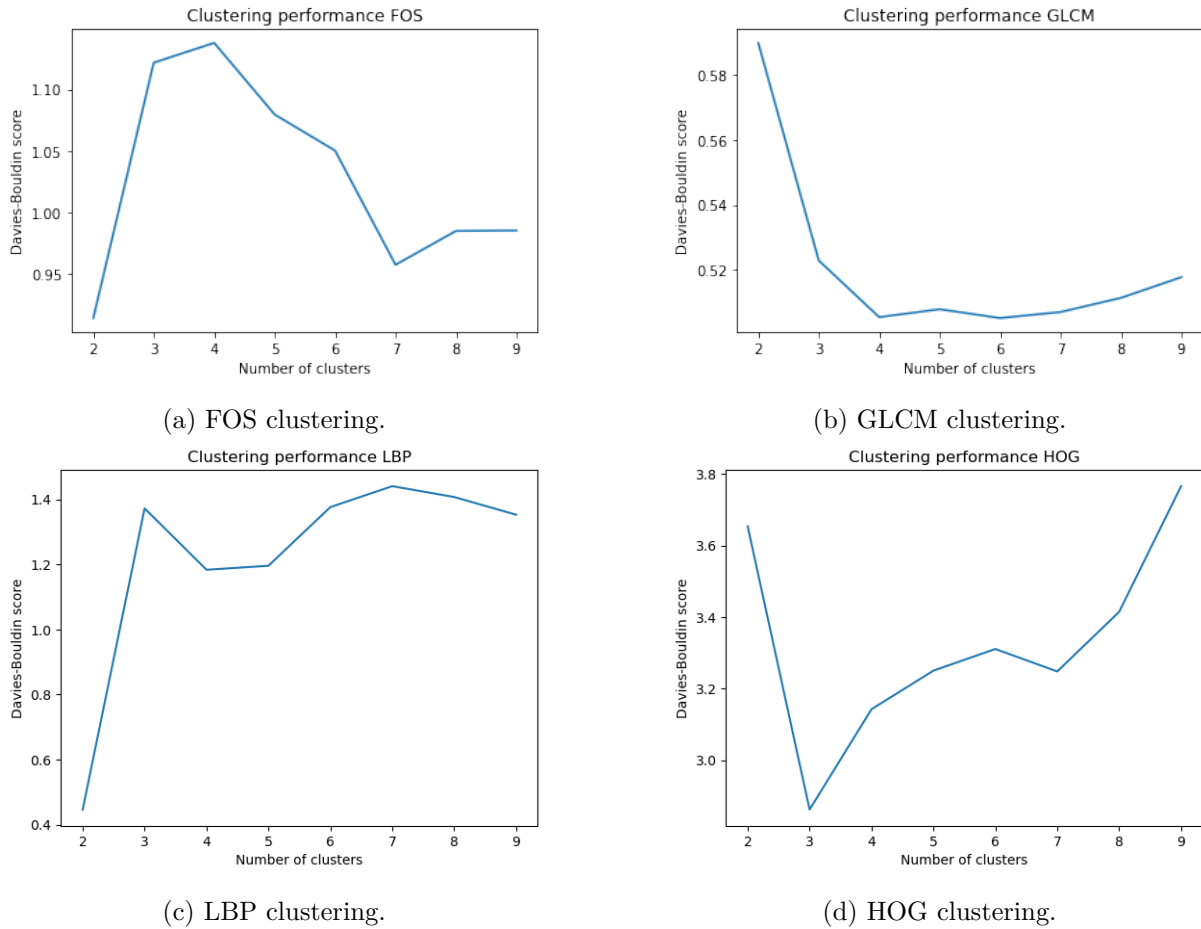 Clustering performance FOS
Davies-Bouldin score
1.10
1.05
1.00
0.95
2 3 4 5 6 7 8 9
Number of clusters
(a) FOS clustering.
Clustering performance GLCM
Davies-Bouldin score
0.58
0.56
0.54
0.52
2 3 4 5 6 7 8 9
Number of clusters
(b) GLCM clustering.
Clustering performance LBP
Davies-Bouldin score
1.4
1.2
1.0
0.8
0.6
0.4
2 3 4 5 6 7 8 9
Number of clusters
(c) LBP clustering.
Clustering performance HOG
Davies-Bouldin score
3.8
3.6
3.4
3.2
3.0
2 3 4 5 6 7 8 9
Number of clusters
(d) HOG clustering.